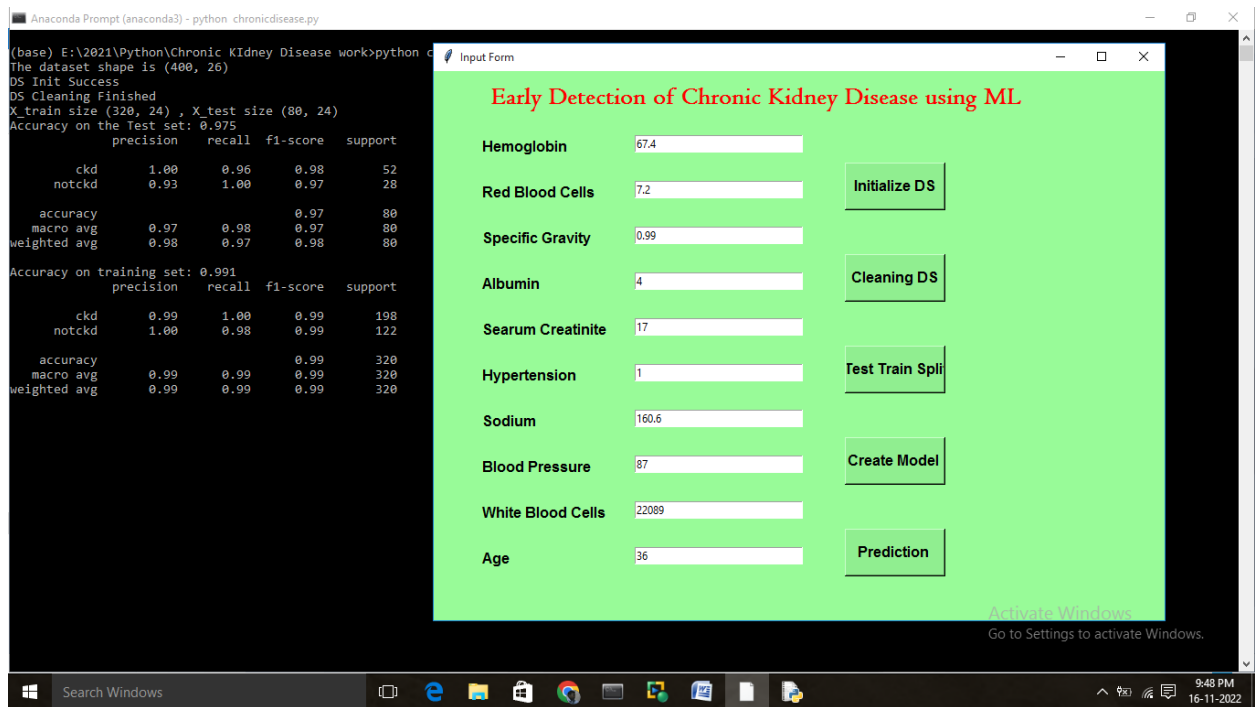 Anaconda Prompt (anaconda3) - python  chronicdisease.py
(base) E:\2021\Python\Chronic KIdney Disease work>python c
The dataset shape is (400, 26)
DS Init Success
DS Cleaning Finished
X_train size (320, 24) , X_test size (80, 24)
Accuracy on the Test set: 0.975
precision recall f1-score support
ckd 1.00 0.96 0.98 52
notckd 0.93 1.00 0.97 28
accuracy 0.97 80
macro avg 0.97 0.98 0.97 80
weighted avg 0.98 0.97 0.98 80
Accuracy on training set: 0.991
precision recall f1-score support
ckd 0.99 1.00 0.99 198
notckd 1.00 0.98 0.99 122
accuracy 0.99 320
macro avg 0.99 0.99 0.99 320
weighted avg 0.99 0.99 0.99 320
Input Form
Early Detection of Chronic Kidney Disease using ML
Hemoglobin 67.4
Red Blood Cells 7.2
Specific Gravity 0.99
Albumin 4
Searum Creatinite 17
Hypertension 1
Sodium 160.6
Blood Pressure 87
White Blood Cells 22089
Age 36
Initialize DS
Cleaning DS
Test Train Spli
Create Model
Prediction
Activate Windows
Go to Settings to activate Windows.
Search Windows
9:48 PM
16-11-2022